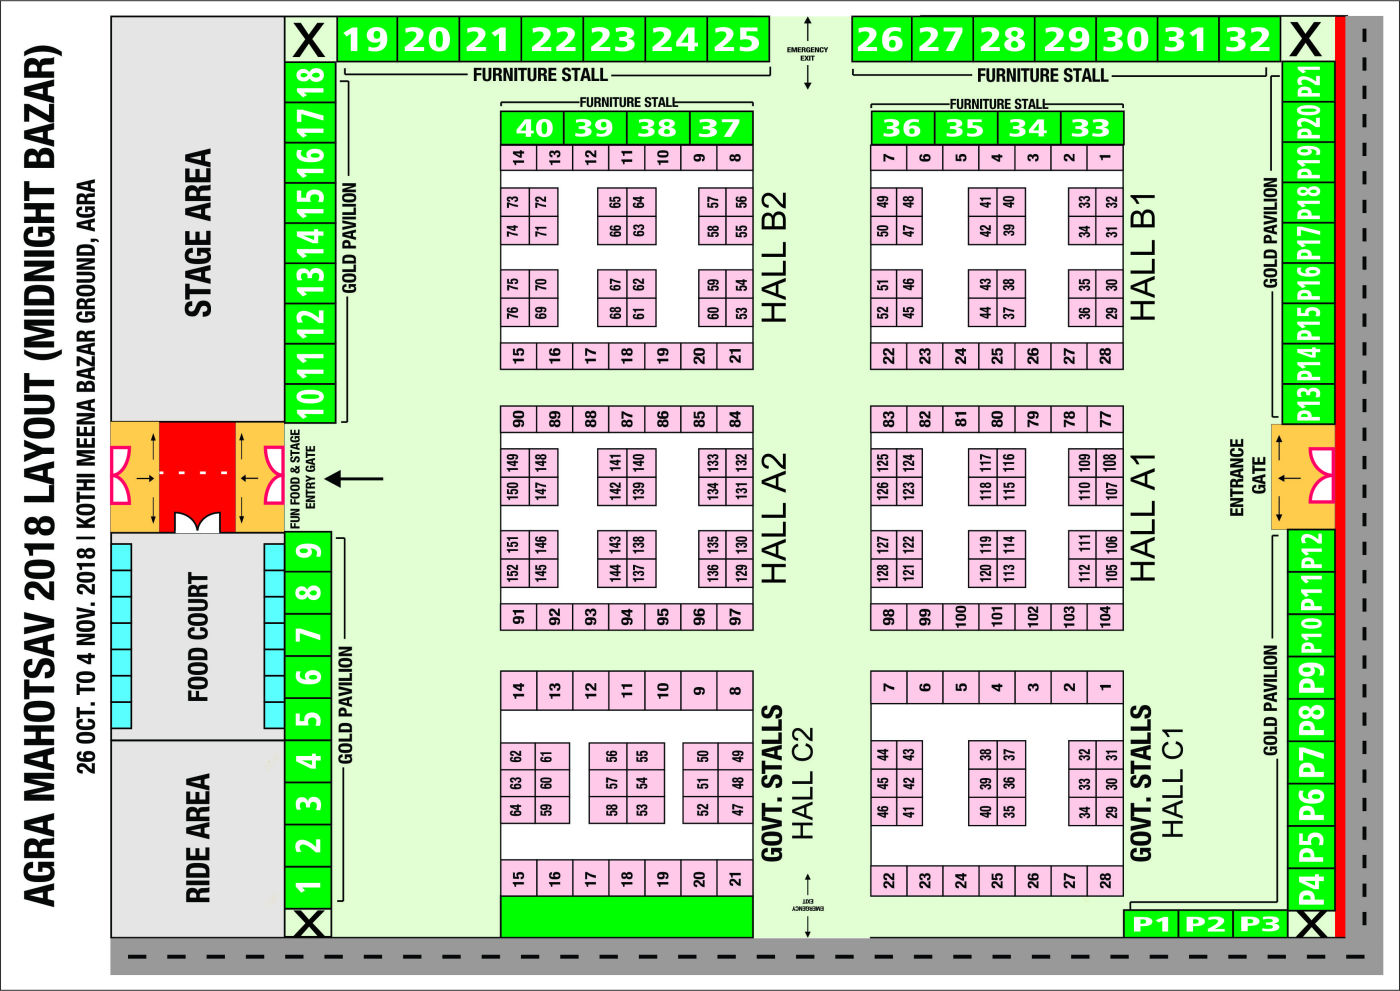 AGRA MAHOTSAV 2018 LAYOUT (MIDNIGHT BAZAR)
26 OCT. TO 4 NOV. 2018 | KOTHI MEENA BAZAR GROUND, AGRA
STAGE AREA
FOOD COURT
RIDE AREA
X
19 20 21 22 23 24 25
FURNITURE STALL
EMERGENCY
EXIT
26 27 28 29 30 31 32
FURNITURE STALL
X
18
17
16
15
14
13
12
11
10
GOLD PAVILION
FUN FOOD & STAGE
ENTRY GATE
9
8
7
6
5
4
3
2
1
X
GOLD PAVILION
FURNITURE STALL
40 39 38 37
14 13 12 11 10 9 8
73 72 65 64 57 56
74 71 66 63 58 55
75 70 67 62 59 54
76 69 68 61 60 53
15 16 17 18 19 20 21
HALL B2
FURNITURE STALL
36 35 34 33
7 6 5 4 3 2 1
49 48 41 40 33 32
50 47 42 39 34 31
51 46 43 38 35 30
52 45 44 37 36 29
22 23 24 25 26 27 28
HALL B1
90 89 88 87 86 85 84
149 148 141 140 133 132
150 147 142 139 134 131
151 146 143 138 135 130
152 145 144 137 136 129
91 92 93 94 95 96 97
HALL A2
83 82 81 80 79 78 77
125 124 117 116 109 108
126 123 118 115 110 107
127 122 119 114 111 106
128 121 120 113 112 105
98 99 100 101 102 103 104
HALL A1
14 13 12 11 10 9 8
62 61 56 55 50 49
63 60 57 54 51 48
64 59 58 53 52 47
15 16 17 18 19 20 21
GOVT. STALLS
HALL C2
EMERGENCY
EXIT
7 6 5 4 3 2 1
44 43 38 37 32 31
45 42 39 36 33 30
46 41 40 35 34 29
22 23 24 25 26 27 28
GOVT. STALLS
HALL C1
P21
P20
P19
P18
P17
P16
P15
P14
P13
GOLD PAVILION
ENTRANCE
GATE
P12
P11
P10
P9
P8
P7
P6
P5
P4
GOLD PAVILION
P1 P2 P3
X